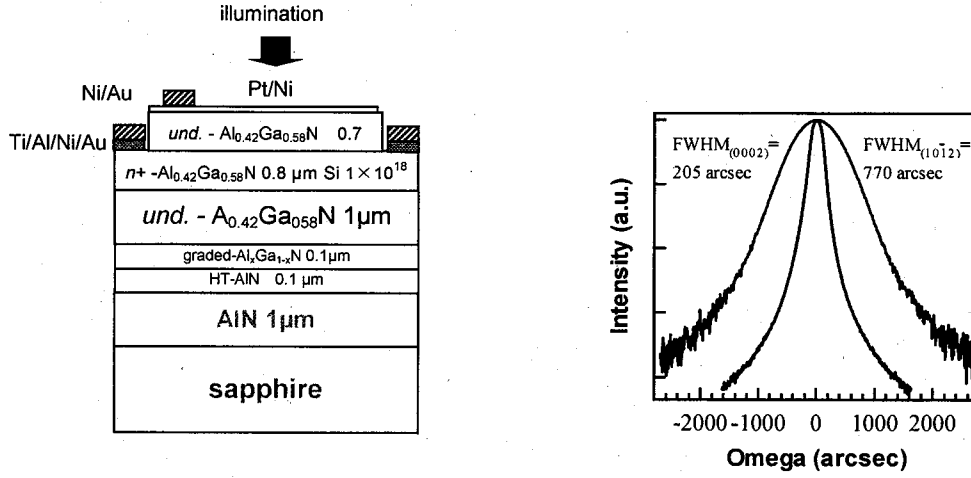 illumination
Pt/Ni
Ni/Au
Ti/Al/Ni/Au
und. - Al0.42Ga0.58N 0.7
n+ -Al0.42Ga0.58N 0.8 μm Si 1×10^18
und. - A0.42Ga058N 1μm
graded-AlxGa1-xN 0.1μm
HT-AlN 0.1 μm
AlN 1μm
sapphire
FWHM(0002)=
205 arcsec
FWHM(101̄2)=
770 arcsec
Intensity (a.u.)
-2000 -1000 0 1000 2000
Omega (arcsec)